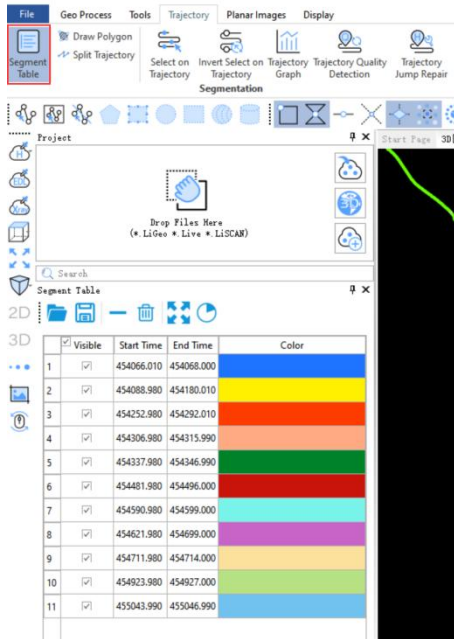 File Geo Process Tools Trajectory Planar Images Display
Segment Table
Draw Polygon
Split Trajectory
Select on Trajectory
Invert Select on Trajectory
Trajectory Graph
Trajectory Quality Detection
Trajectory Jump Repair
Segmentation
Project
Start Page 3D
H
EOL
Xray
3D
Drop Files Here
(*.LiGeo *.Live *.LiSCAN)
Search
Segment Table
2D
3D
Visible Start Time End Time Color
1 454066.010 454068.000
2 454088.980 454180.010
3 454252.980 454292.010
4 454306.980 454315.990
5 454337.980 454346.990
6 454481.980 454496.000
7 454590.980 454599.000
8 454621.980 454699.000
9 454711.980 454714.000
10 454923.980 454927.000
11 455043.990 455046.990